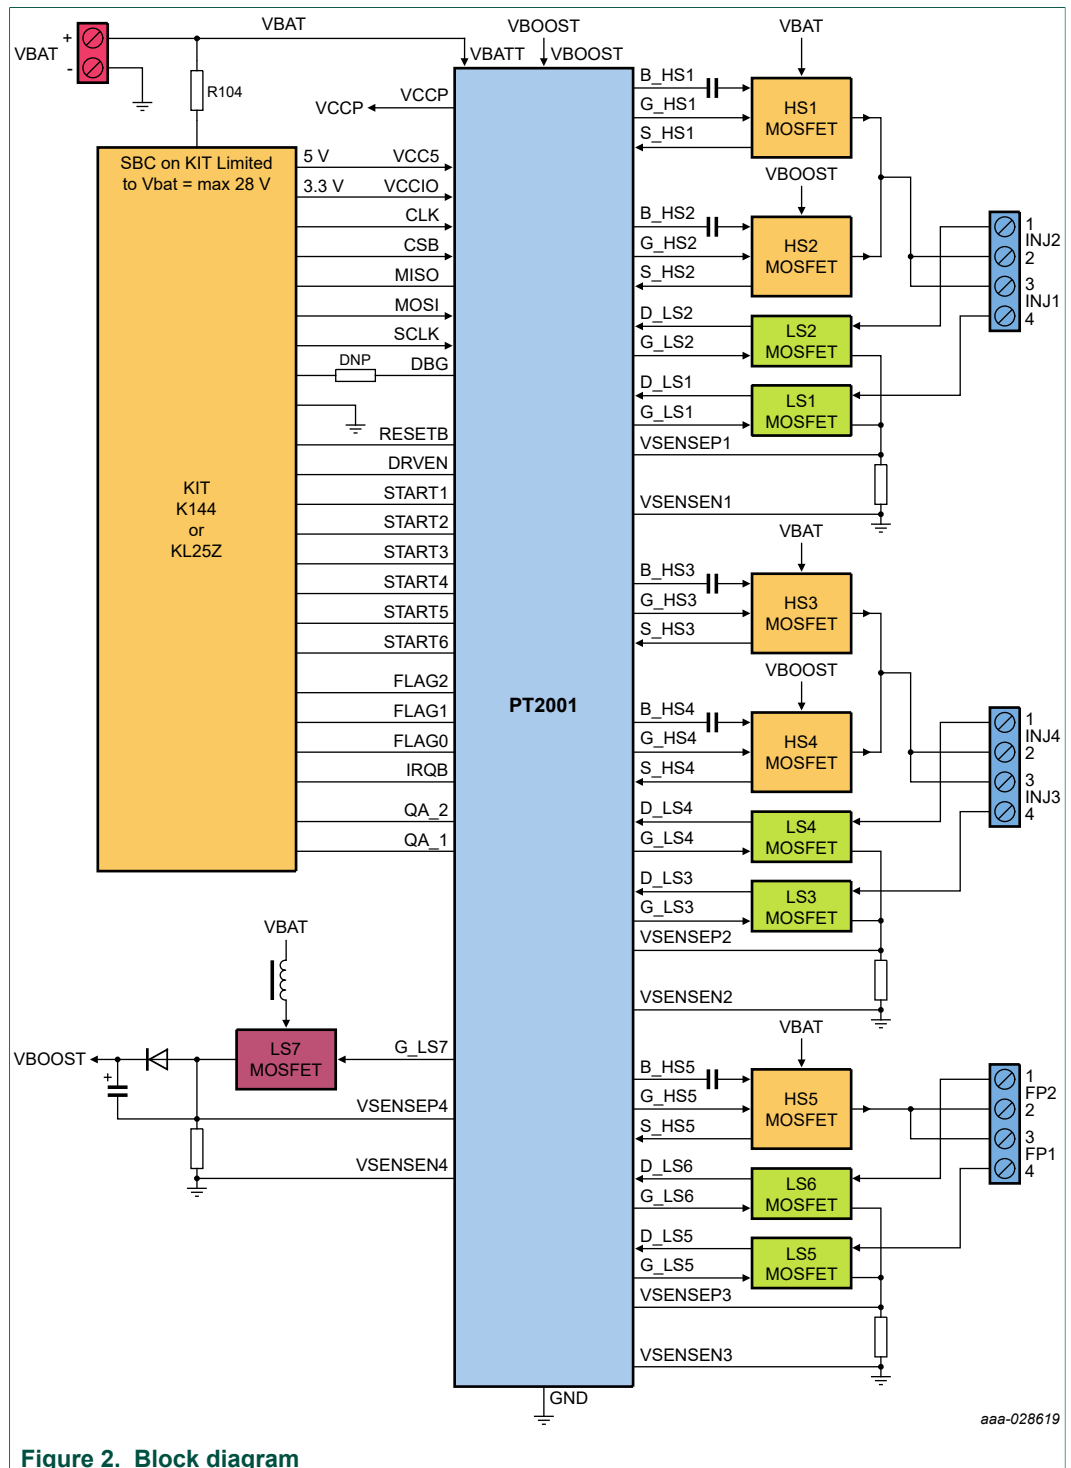 VBAT
+
-
VBAT
R104
VBATT
VBOOST
VBOOST
VCCP
VCCP
SBC on KIT Limited
to Vbat = max 28 V
5 V
VCC5
3.3 V
VCCIO
CLK
CSB
MISO
MOSI
SCLK
DNP
DBG
RESETB
DRVEN
START1
START2
START3
START4
START5
START6
FLAG2
FLAG1
FLAG0
IRQB
QA_2
QA_1
KIT
K144
or
KL25Z
VBAT
LS7
MOSFET
G_LS7
VBOOST
+
VSENSEP4
VSENSEN4
PT2001
GND
VBAT
B_HS1
G_HS1
S_HS1
HS1
MOSFET
VBOOST
B_HS2
G_HS2
S_HS2
HS2
MOSFET
D_LS2
G_LS2
LS2
MOSFET
D_LS1
G_LS1
LS1
MOSFET
VSENSEP1
VSENSEN1
1
INJ2
2
3
INJ1
4
VBAT
B_HS3
G_HS3
S_HS3
HS3
MOSFET
VBOOST
B_HS4
G_HS4
S_HS4
HS4
MOSFET
D_LS4
G_LS4
LS4
MOSFET
D_LS3
G_LS3
LS3
MOSFET
VSENSEP2
VSENSEN2
1
INJ4
2
3
INJ3
4
VBAT
B_HS5
G_HS5
S_HS5
HS5
MOSFET
D_LS6
G_LS6
LS6
MOSFET
D_LS5
G_LS5
LS5
MOSFET
VSENSEP3
VSENSEN3
1
FP2
2
3
FP1
4
aaa-028619
Figure 2. Block diagram